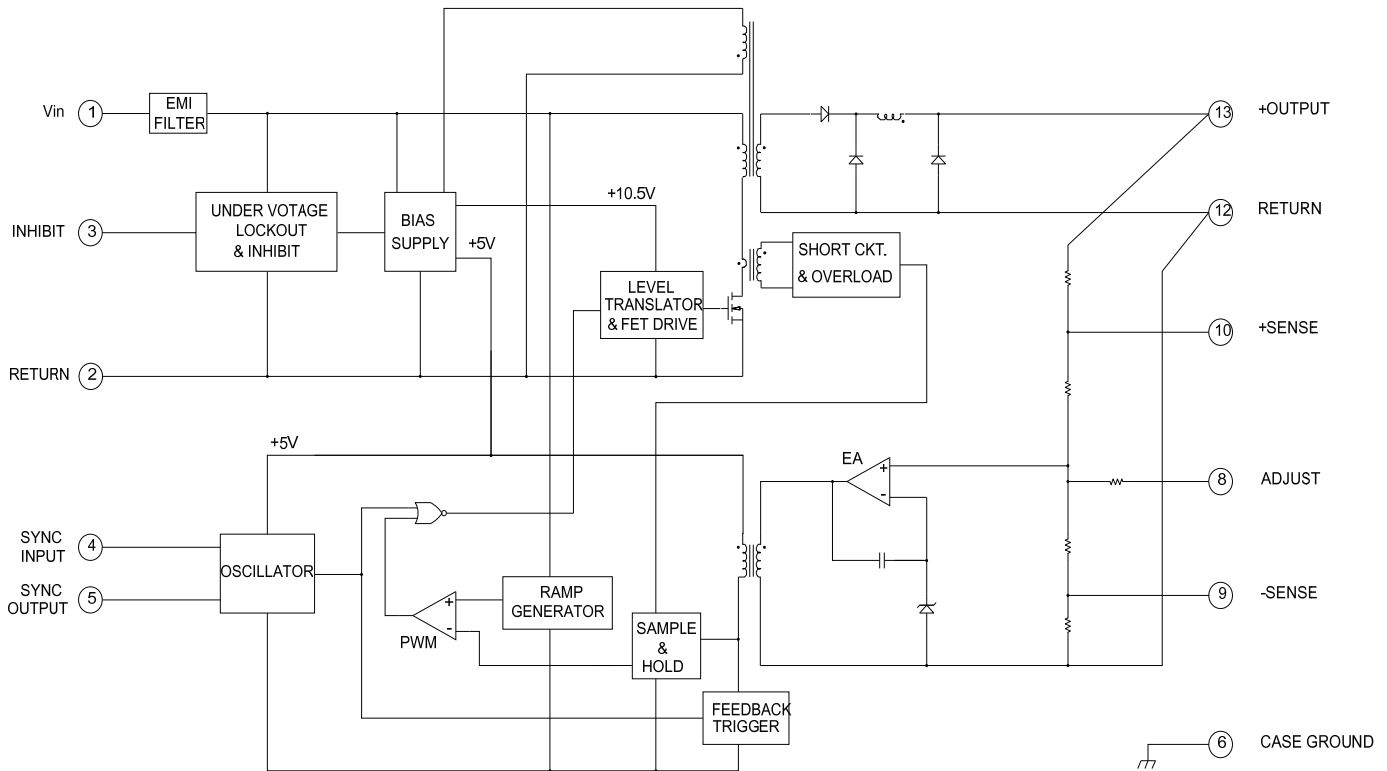 Vin 1
EMI
FILTER
13 +OUTPUT
+10.5V
12 RETURN
INHIBIT 3
UNDER VOTAGE
LOCKOUT
& INHIBIT
BIAS
SUPPLY
+5V
SHORT CKT.
& OVERLOAD
LEVEL
TRANSLATOR
& FET DRIVE
10 +SENSE
RETURN 2
+5V
EA
+
-
8 ADJUST
SYNC
INPUT
4
SYNC
OUTPUT
5
OSCILLATOR
PWM
+
-
RAMP
GENERATOR
SAMPLE
&
HOLD
9 -SENSE
FEEDBACK
TRIGGER
6 CASE GROUND